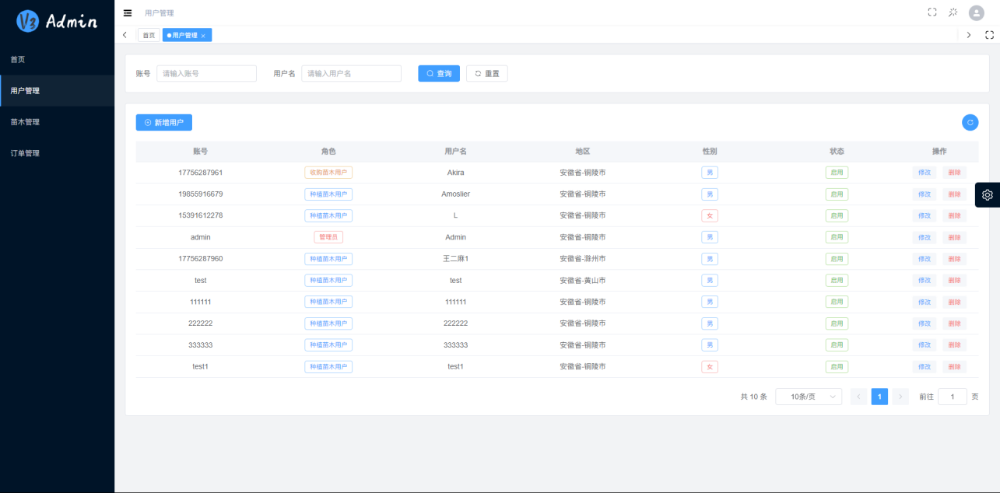 V3 Admin
用户管理
首页 用户管理 ×
首页
用户管理
苗木管理
订单管理
账号 请输入账号 用户名 请输入用户名 查询 重置
新增用户
账号 角色 用户名 地区 性别 状态 操作
17756287961 收购苗木用户 Akira 安徽省-铜陵市 男 启用 修改 删除
19855916679 种植苗木用户 Amoslier 安徽省-铜陵市 男 启用 修改 删除
15391612278 种植苗木用户 L 安徽省-铜陵市 女 启用 修改 删除
admin 管理员 Admin 安徽省-铜陵市 男 启用 修改 删除
17756287960 种植苗木用户 王二麻1 安徽省-滁州市 男 启用 修改 删除
test 种植苗木用户 test 安徽省-黄山市 男 启用 修改 删除
111111 种植苗木用户 111111 安徽省-铜陵市 男 启用 修改 删除
222222 种植苗木用户 222222 安徽省-铜陵市 男 启用 修改 删除
333333 种植苗木用户 333333 安徽省-铜陵市 男 启用 修改 删除
test1 种植苗木用户 test1 安徽省-铜陵市 女 启用 修改 删除
共 10 条 10条/页 1 前往 1 页